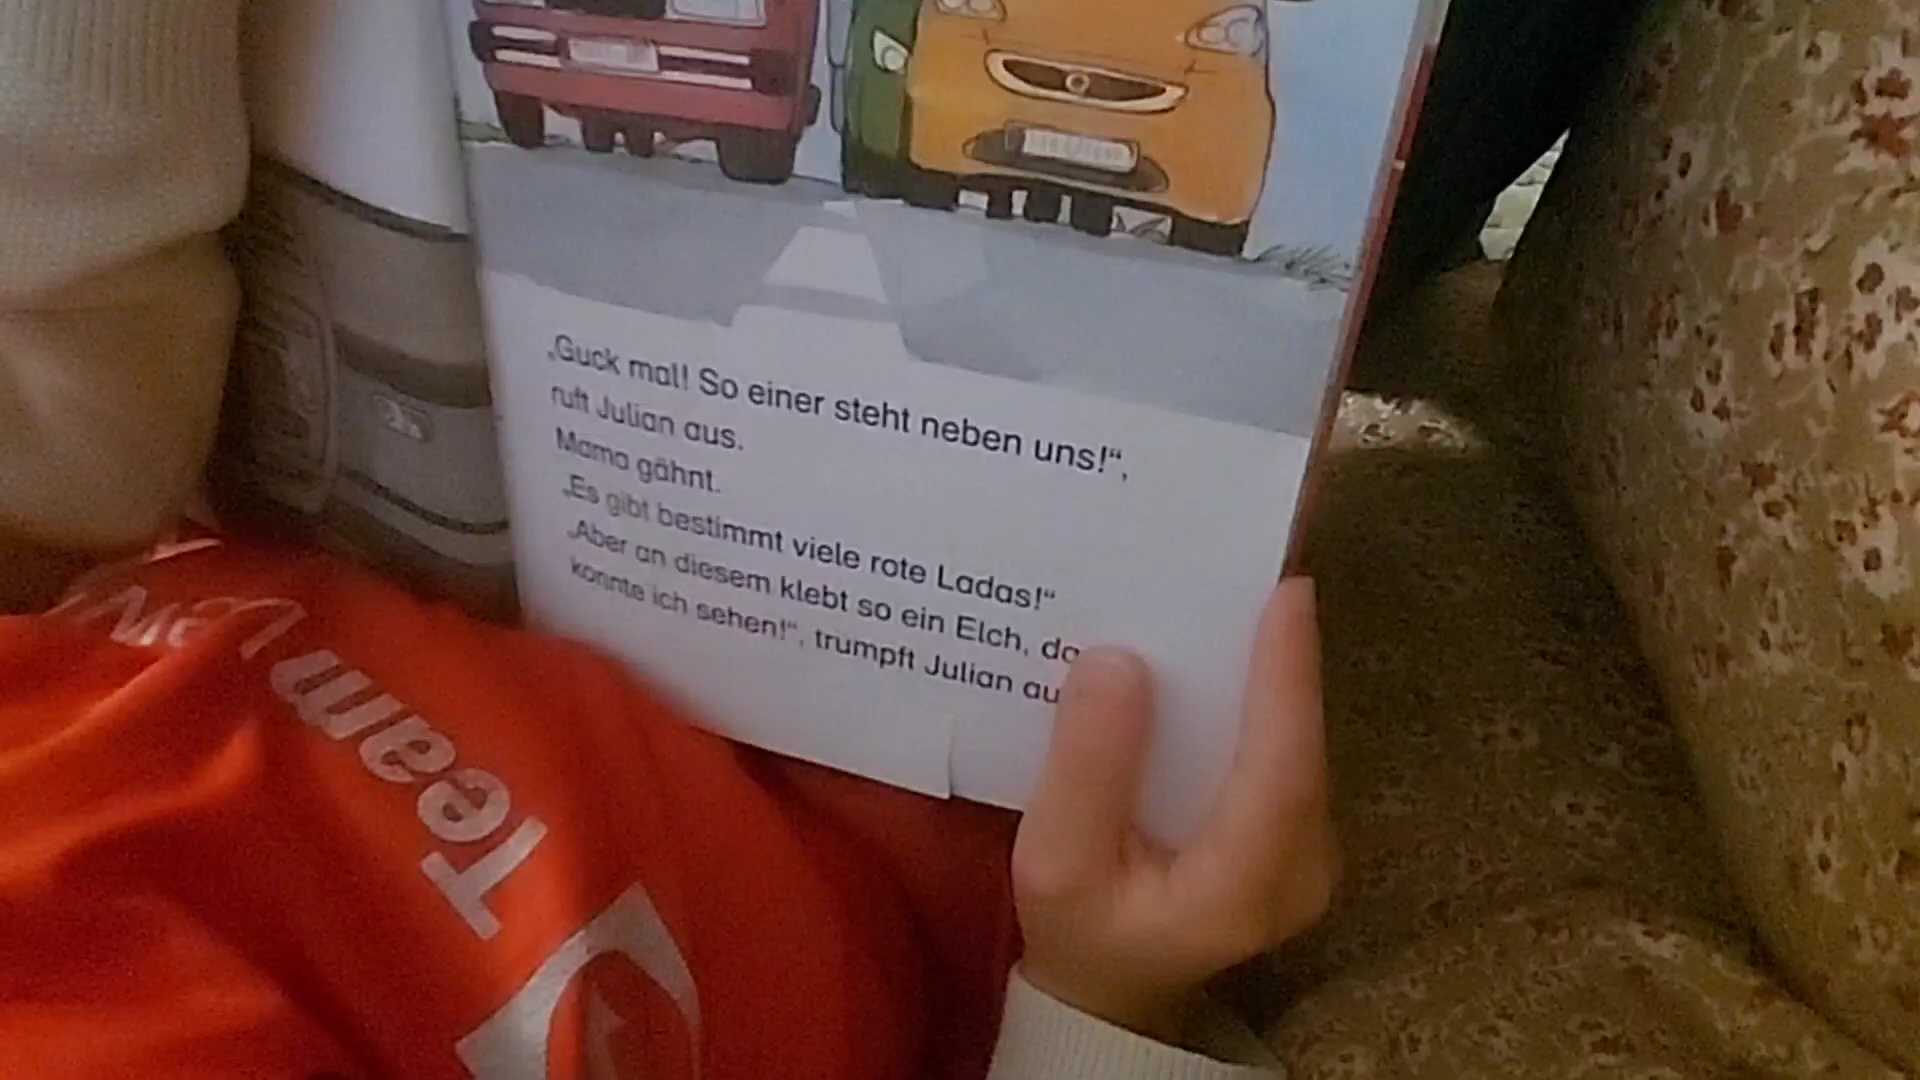 „Guck mal! So einer steht neben uns!“,
ruft Julian aus.
Mama gähnt.
„Es gibt bestimmt viele rote Ladas!“
„Aber an diesem klebt so ein Elch, da
konnte ich sehen!“, trumpft Julian au
Team